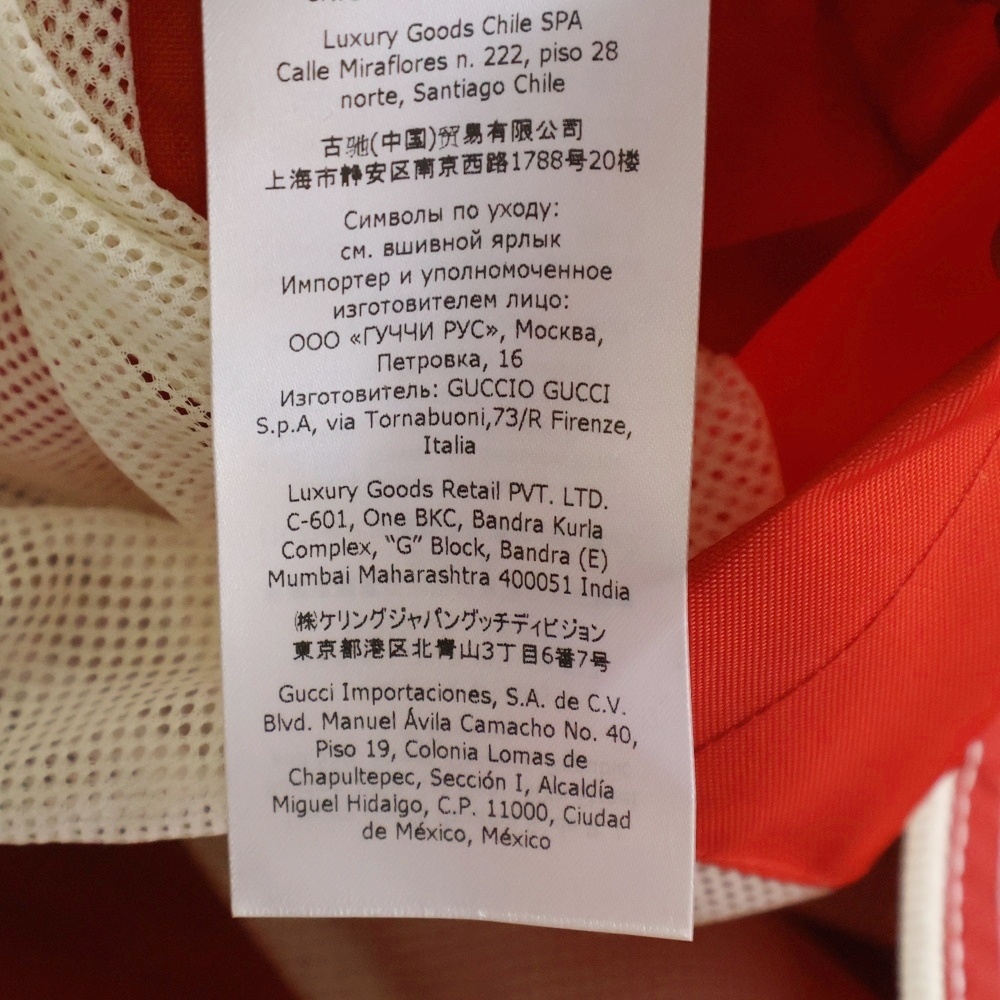 Luxury Goods Chile SPA
Calle Miraflores n. 222, piso 28
norte, Santiago Chile
古驰(中国)贸易有限公司
上海市静安区南京西路1788号20楼
Символы по уходу:
см. вшивной ярлык
Импортер и уполномоченное
изготовителем лицо:
ООО «ГУЧЧИ РУС», Москва,
Петровка, 16
Изготовитель: GUCCIO GUCCI
S.p.A, via Tornabuoni,73/R Firenze,
Italia
Luxury Goods Retail PVT. LTD.
C-601, One BKC, Bandra Kurla
Complex, “G” Block, Bandra (E)
Mumbai Maharashtra 400051 India
㈱ケリングジャパングッチディビジョン
東京都港区北青山3丁目6番7号
Gucci Importaciones, S.A. de C.V.
Blvd. Manuel Ávila Camacho No. 40,
Piso 19, Colonia Lomas de
Chapultepec, Sección I, Alcaldía
Miguel Hidalgo, C.P. 11000, Ciudad
de México, México